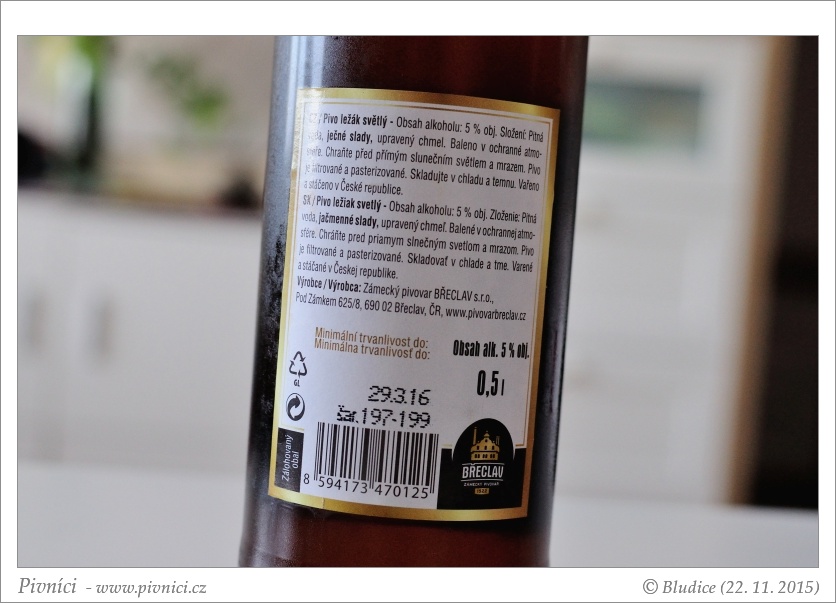 CZ / Pivo ležák světlý - Obsah alkoholu: 5 % obj. Složení: Pitná
voda, ječné slady, upravený chmel. Baleno v ochranné atmo-
sféře. Chraňte před přímým slunečním světlem a mrazem. Pivo
je filtrované a pasterizované. Skladujte v chladu a temnu. Vařeno
a stáčeno v České republice.
SK / Pivo ležiak svetlý - Obsah alkoholu: 5 % obj. Zloženie: Pitná
voda, jačmenné slady, upravený chmeľ. Balené v ochrannej atmo-
sfére. Chráňte pred priamym slnečným svetlom a mrazom. Pivo
je filtrované a pasterizované. Skladovať v chlade a tme. Varené
a stáčané v Českej republike.
Výrobce / Výrobca: Zámecký pivovar BŘECLAV s.r.o.,
Pod Zámkem 625/8, 690 02 Břeclav, ČR, www.pivovarbreclav.cz
Minimální trvanlivost do:
Minimálna trvanlivosť do:
Obsah alk. 5 % obj.
0,5 l
GL
29.3.16
Šar.197-199
Zálohovaný
obal
8 594173 470125
BŘECLAV
ZÁMECKÝ PIVOVAR
Pivníci - www.pivnici.cz
© Bludice (22. 11. 2015)